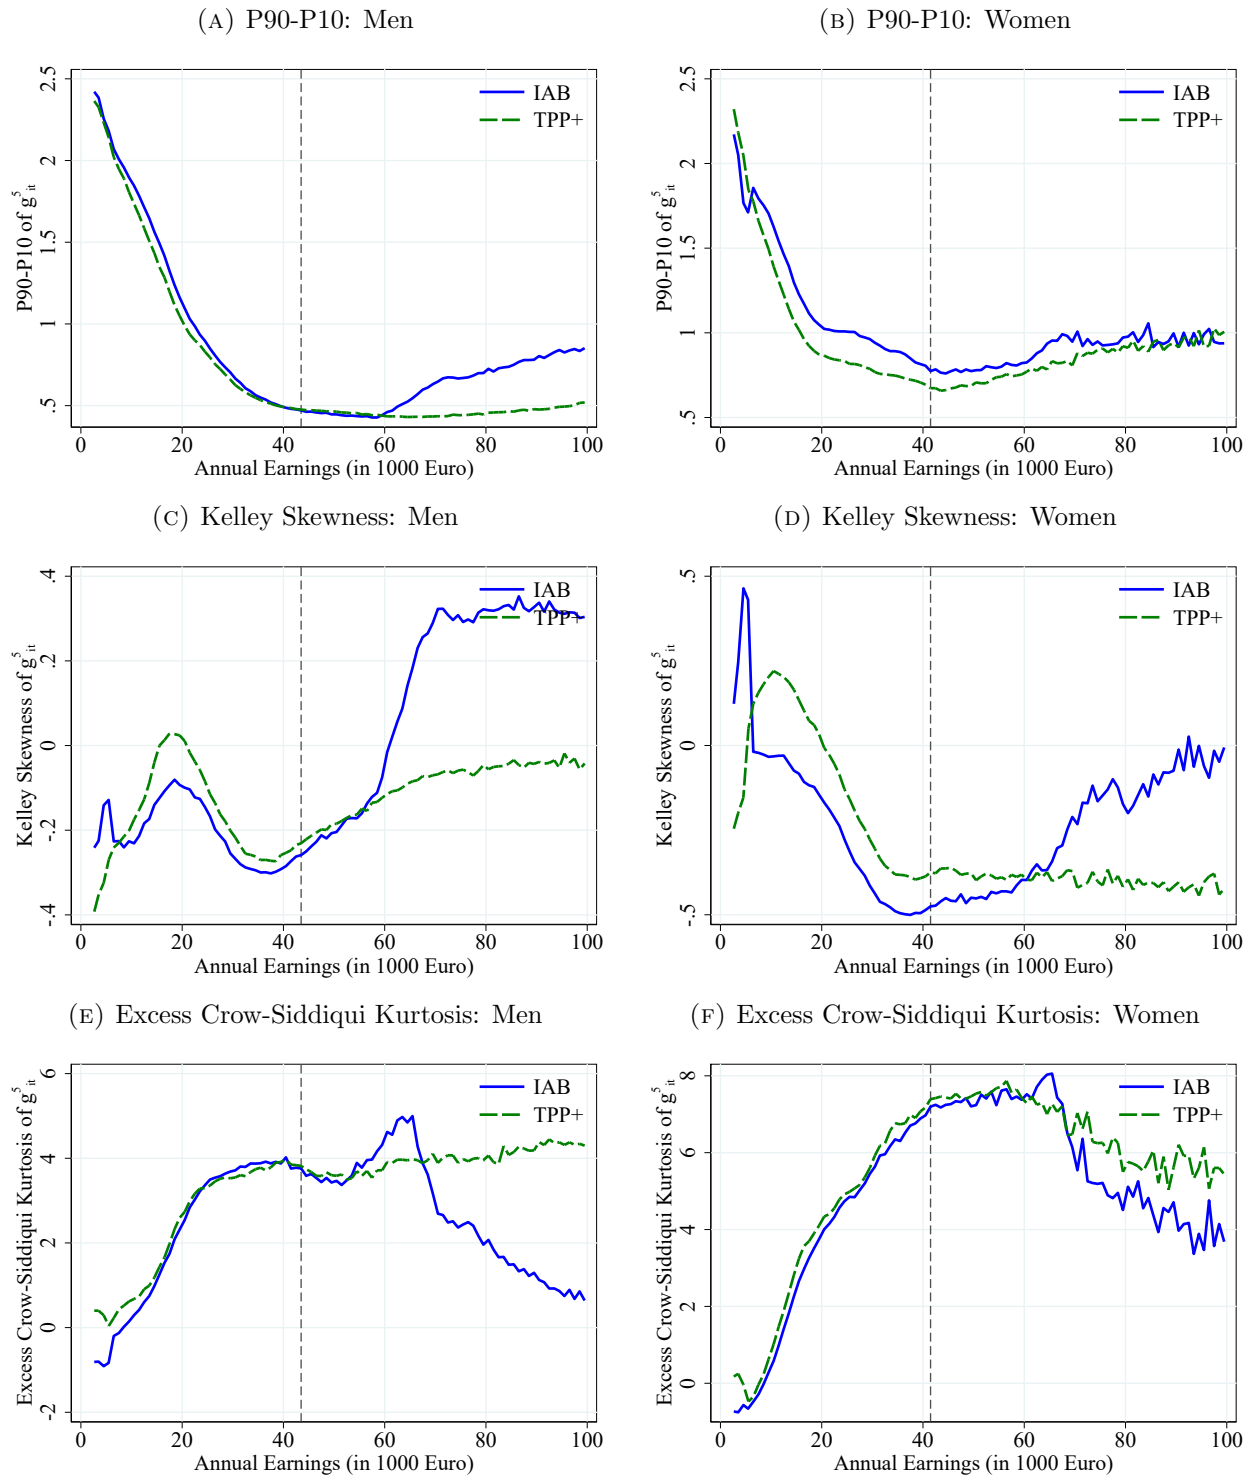 (A) P90-P10: Men
(B) P90-P10: Women
P90-P10 of g⁵ᵢₜ
2.5
2
1.5
1
.5
IAB
TPP+
0 20 40 60 80 100
Annual Earnings (in 1000 Euro)
P90-P10 of g⁵ᵢₜ
2.5
2
1.5
1
.5
IAB
TPP+
0 20 40 60 80 100
Annual Earnings (in 1000 Euro)
(C) Kelley Skewness: Men
(D) Kelley Skewness: Women
Kelley Skewness of g⁵ᵢₜ
.4
.2
0
-.2
-.4
IAB
TPP+
0 20 40 60 80 100
Annual Earnings (in 1000 Euro)
Kelley Skewness of g⁵ᵢₜ
.5
0
-.5
IAB
TPP+
0 20 40 60 80 100
Annual Earnings (in 1000 Euro)
(E) Excess Crow-Siddiqui Kurtosis: Men
(F) Excess Crow-Siddiqui Kurtosis: Women
Excess Crow-Siddiqui Kurtosis of g⁵ᵢₜ
6
4
2
0
-2
IAB
TPP+
0 20 40 60 80 100
Annual Earnings (in 1000 Euro)
Excess Crow-Siddiqui Kurtosis of g⁵ᵢₜ
8
6
4
2
0
IAB
TPP+
0 20 40 60 80 100
Annual Earnings (in 1000 Euro)